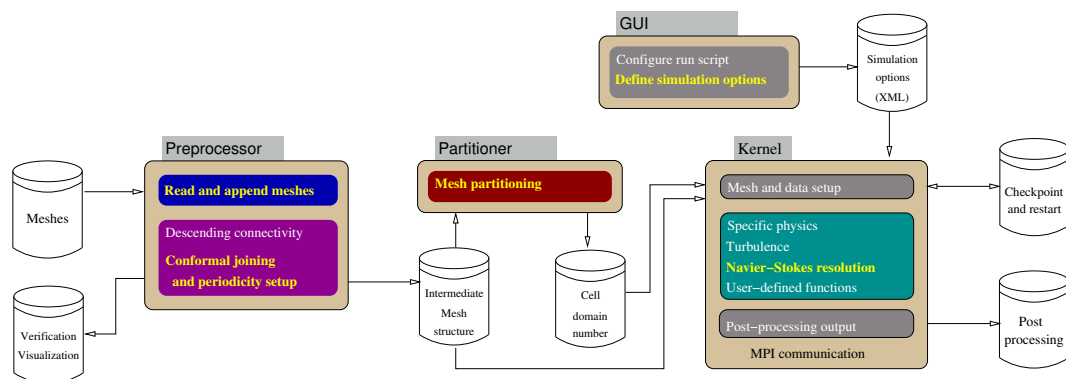 GUI
Configure run script
Define simulation options
Simulation
options
(XML)
Preprocessor
Read and append meshes
Descending connectivity
Conformal joining
and periodicity setup
Meshes
Verification
Visualization
Partitioner
Mesh partitioning
Intermediate
Mesh
structure
Cell
domain
number
Kernel
Mesh and data setup
Specific physics
Turbulence
Navier−Stokes resolution
User−defined functions
Post−processing output
MPI communication
Checkpoint
and restart
Post
processing